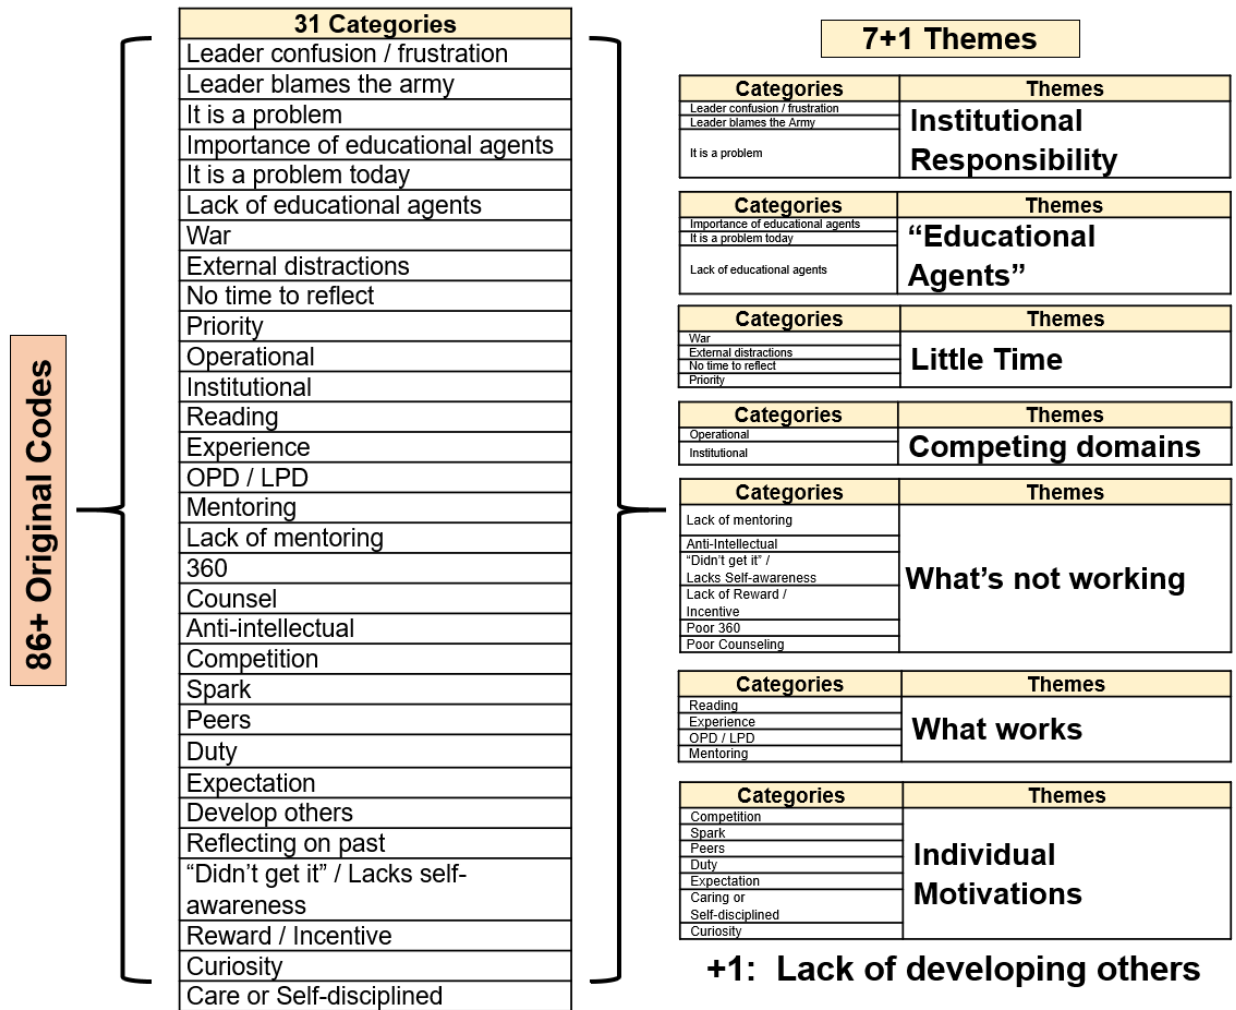 86+ Original Codes
31 Categories
Leader confusion / frustration
Leader blames the army
It is a problem
Importance of educational agents
It is a problem today
Lack of educational agents
War
External distractions
No time to reflect
Priority
Operational
Institutional
Reading
Experience
OPD / LPD
Mentoring
Lack of mentoring
360
Counsel
Anti-intellectual
Competition
Spark
Peers
Duty
Expectation
Develop others
Reflecting on past
“Didn’t get it” / Lacks self-
awareness
Reward / Incentive
Curiosity
Care or Self-disciplined
7+1 Themes
Categories Themes
Leader confusion / frustration
Leader blames the Army
It is a problem
Institutional
Responsibility
Categories Themes
Importance of educational agents
It is a problem today
Lack of educational agents
“Educational
Agents”
Categories Themes
War
External distractions
No time to reflect
Priority
Little Time
Categories Themes
Operational
Institutional
Competing domains
Categories Themes
Lack of mentoring
Anti-Intellectual
“Didn’t get it” /
Lacks Self-awareness
Lack of Reward /
Incentive
Poor 360
Poor Counseling
What’s not working
Categories Themes
Reading
Experience
OPD / LPD
Mentoring
What works
Categories Themes
Competition
Spark
Peers
Duty
Expectation
Caring or
Self-disciplined
Curiosity
Individual
Motivations
+1: Lack of developing others